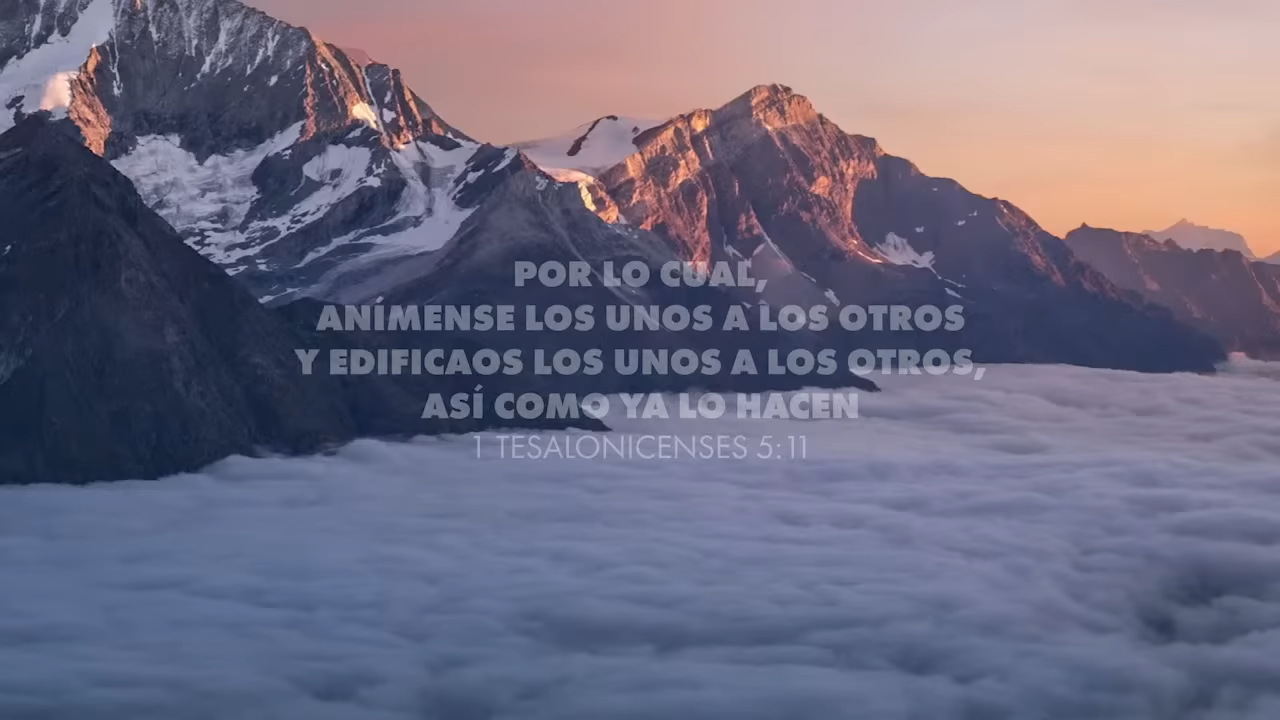 POR LO CUAL,
ANÍMENSE LOS UNOS A LOS OTROS
Y EDIFICAOS LOS UNOS A LOS OTROS,
ASÍ COMO YA LO HACEN
1 TESALONICENSES 5:11